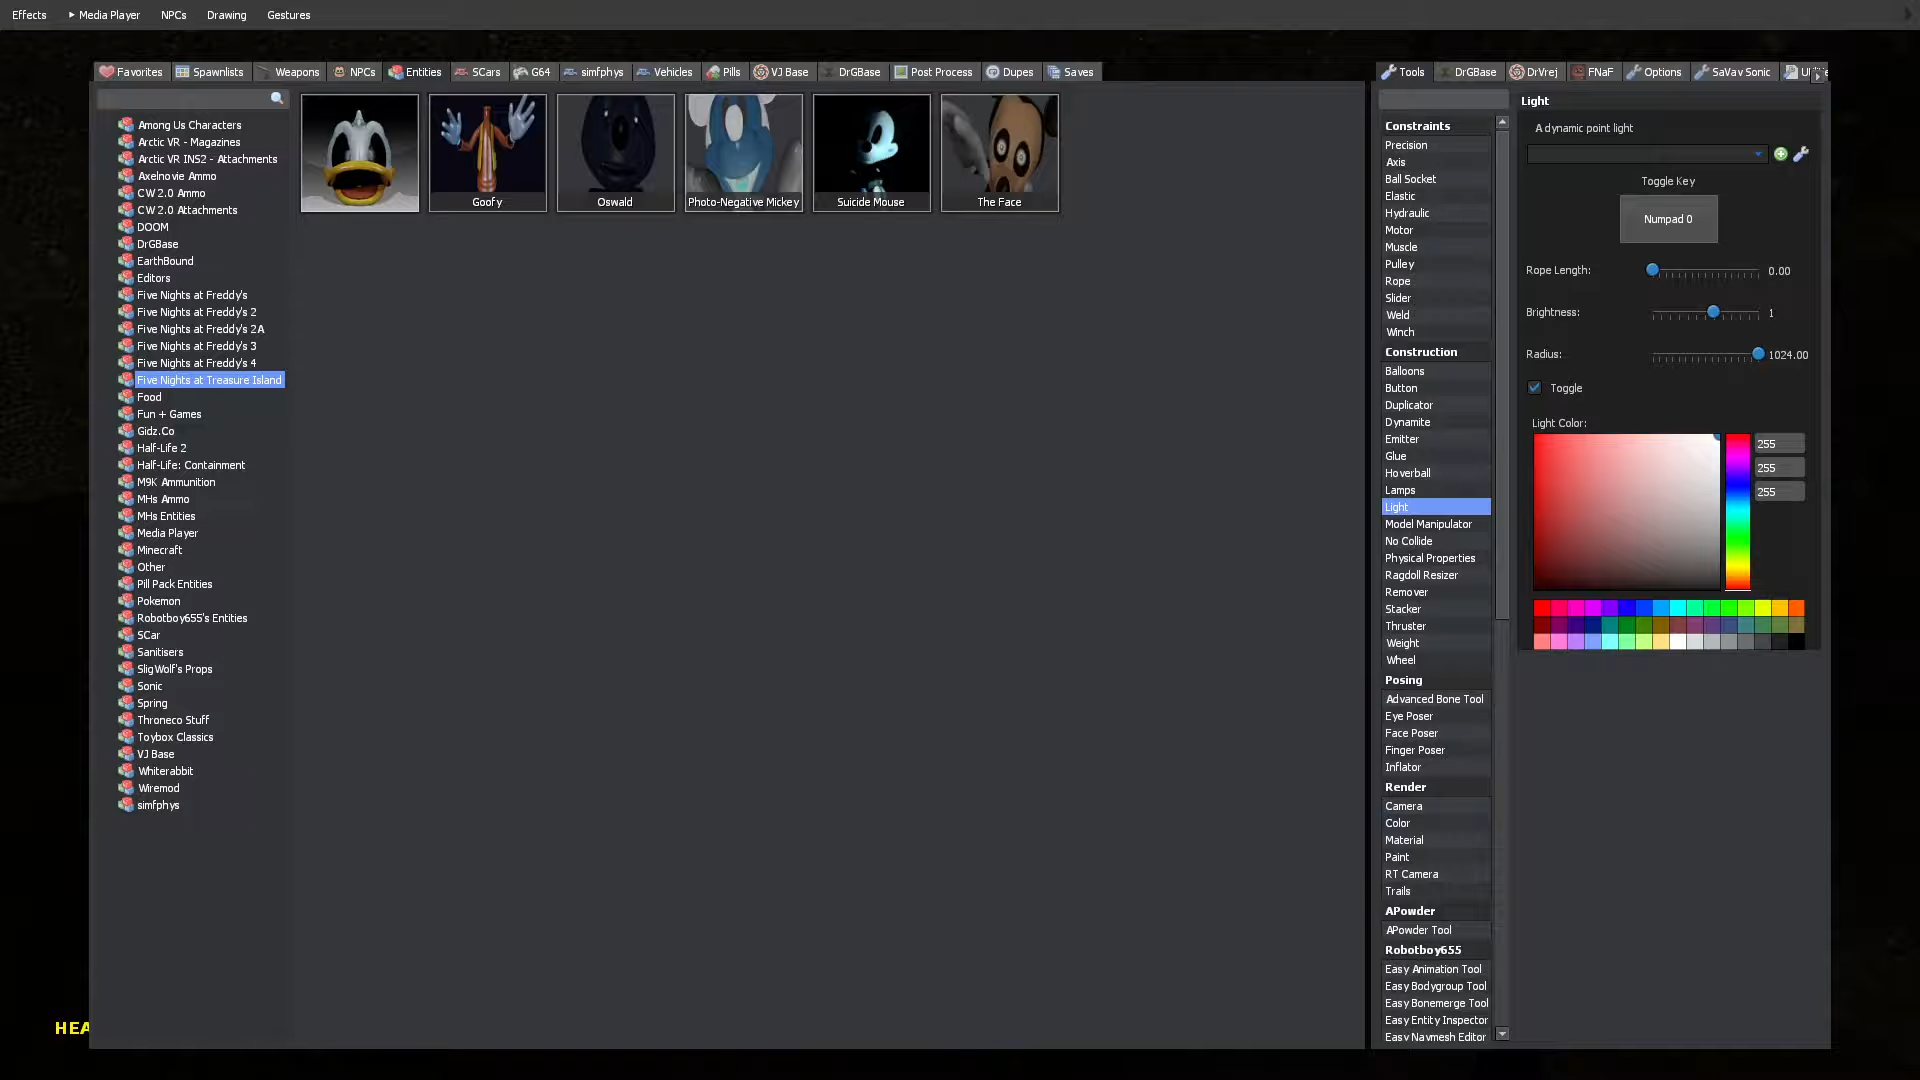 Effects
Media Player
NPCs
Drawing
Gestures
Favorites
Spawnlists
Weapons
NPCs
Entities
SCars
G64
simfphys
Vehicles
Pills
VJ Base
DrGBase
Post Process
Dupes
Saves
Among Us Characters
Arctic VR - Magazines
Arctic VR INS2 - Attachments
Axelnovie Ammo
CW 2.0 Ammo
CW 2.0 Attachments
DOOM
DrGBase
EarthBound
Editors
Five Nights at Freddy's
Five Nights at Freddy's 2
Five Nights at Freddy's 2A
Five Nights at Freddy's 3
Five Nights at Freddy's 4
Five Nights at Treasure Island
Food
Fun + Games
Gidz.Co
Half-Life 2
Half-Life: Containment
M9K Ammunition
MHs Ammo
MHs Entities
Media Player
Minecraft
Other
Pill Pack Entities
Pokemon
Robotboy655's Entities
SCar
Sanitisers
SligWolf's Props
Sonic
Spring
Throneco Stuff
Toybox Classics
VJ Base
Whiterabbit
Wiremod
simfphys
Goofy
Oswald
Photo-Negative Mickey
Suicide Mouse
The Face
Tools
DrGBase
DrVrej
FNaF
Options
SaVav Sonic
Constraints
Precision
Axis
Ball Socket
Elastic
Hydraulic
Motor
Muscle
Pulley
Rope
Slider
Weld
Winch
Construction
Balloons
Button
Duplicator
Dynamite
Emitter
Glue
Hoverball
Lamps
Light
Model Manipulator
No Collide
Physical Properties
Ragdoll Resizer
Remover
Stacker
Thruster
Weight
Wheel
Posing
Advanced Bone Tool
Eye Poser
Face Poser
Finger Poser
Inflator
Render
Camera
Color
Material
Paint
RT Camera
Trails
APowder
APowder Tool
Robotboy655
Easy Animation Tool
Easy Bodygroup Tool
Easy Bonemerge Tool
Easy Entity Inspector
Easy Navmesh Editor
Light
A dynamic point light
Toggle Key
Numpad 0
Rope Length: 0.00
Brightness: 1
Radius: 1024.00
Toggle
Light Color:
255
255
255
HEA